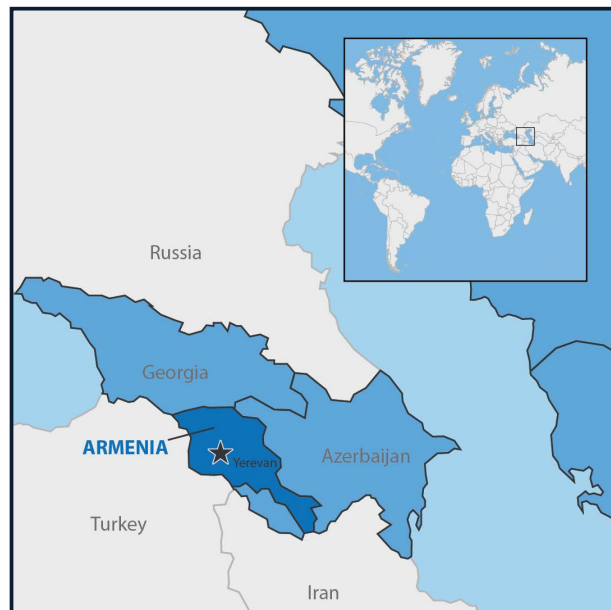 Russia
Georgia
ARMENIA
Yerevan
Azerbaijan
Turkey
Iran